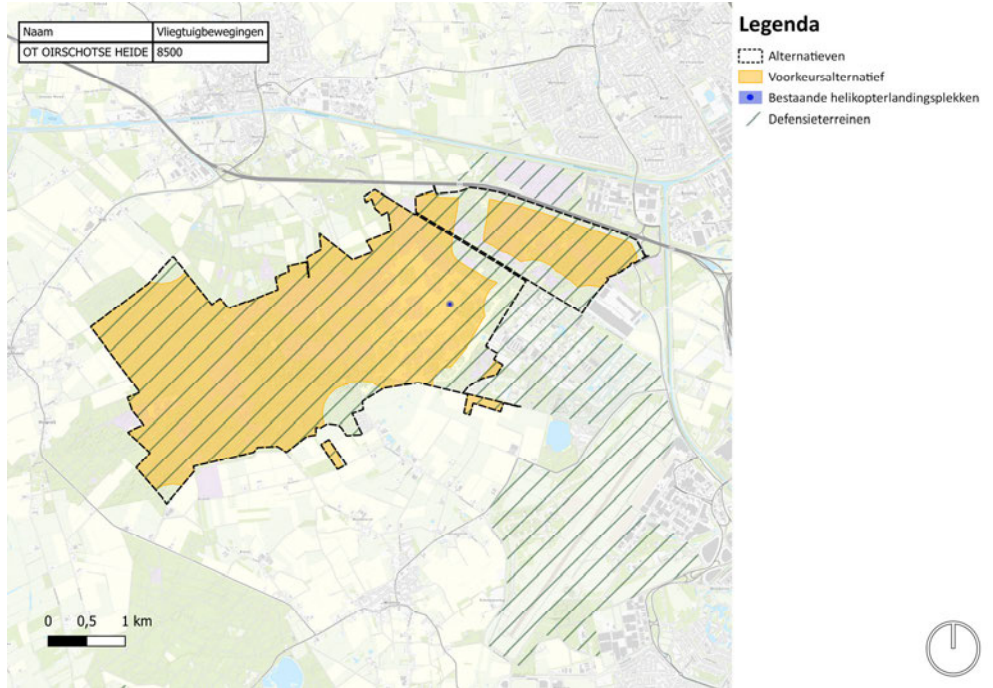 Naam Vliegtuigbewegingen
OT OIRSCHOTSE HEIDE 8500
Legenda
Alternatieven
Voorkeursalternatief
Bestaande helikopterlandingsplekken
Defensieterreinen
0 0,5 1 km